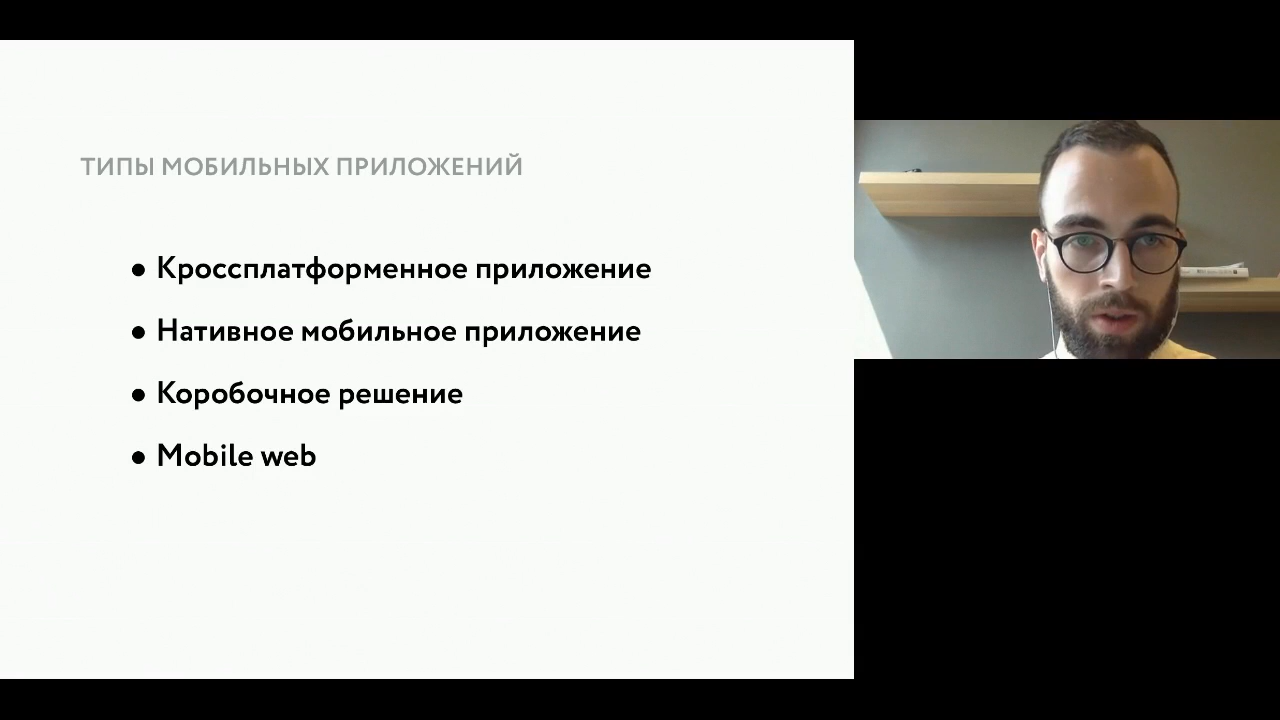 ТИПЫ МОБИЛЬНЫХ ПРИЛОЖЕНИЙ
● Кроссплатформенное приложение
● Нативное мобильное приложение
● Коробочное решение
● Mobile web